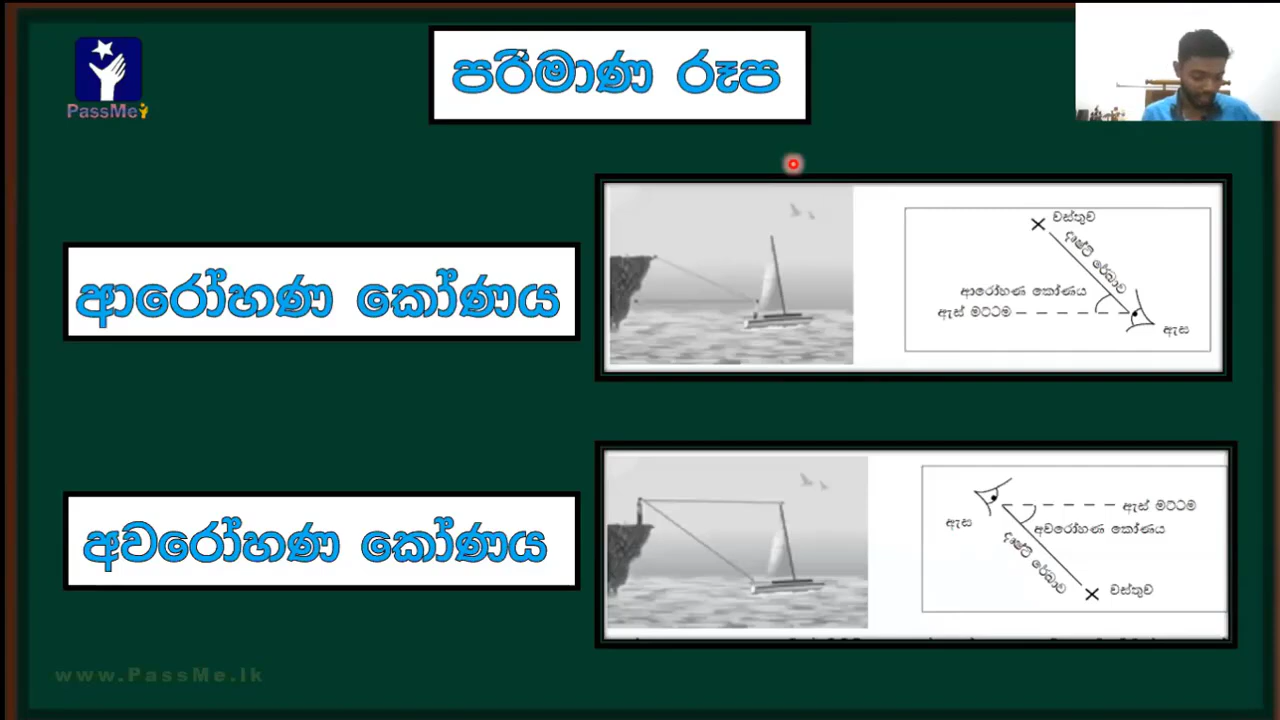 පරිමාණ රූප
PassMe
ආරෝහණ කෝණය
වස්තුව
දෘෂ්ටි රේඛාව
ආරෝහණ කෝණය
ඇස් මට්ටම
ඇස
අවරෝහණ කෝණය
ඇස් මට්ටම
ඇස
අවරෝහණ කෝණය
දෘෂ්ටි රේඛාව
වස්තුව
www.PassMe.lk